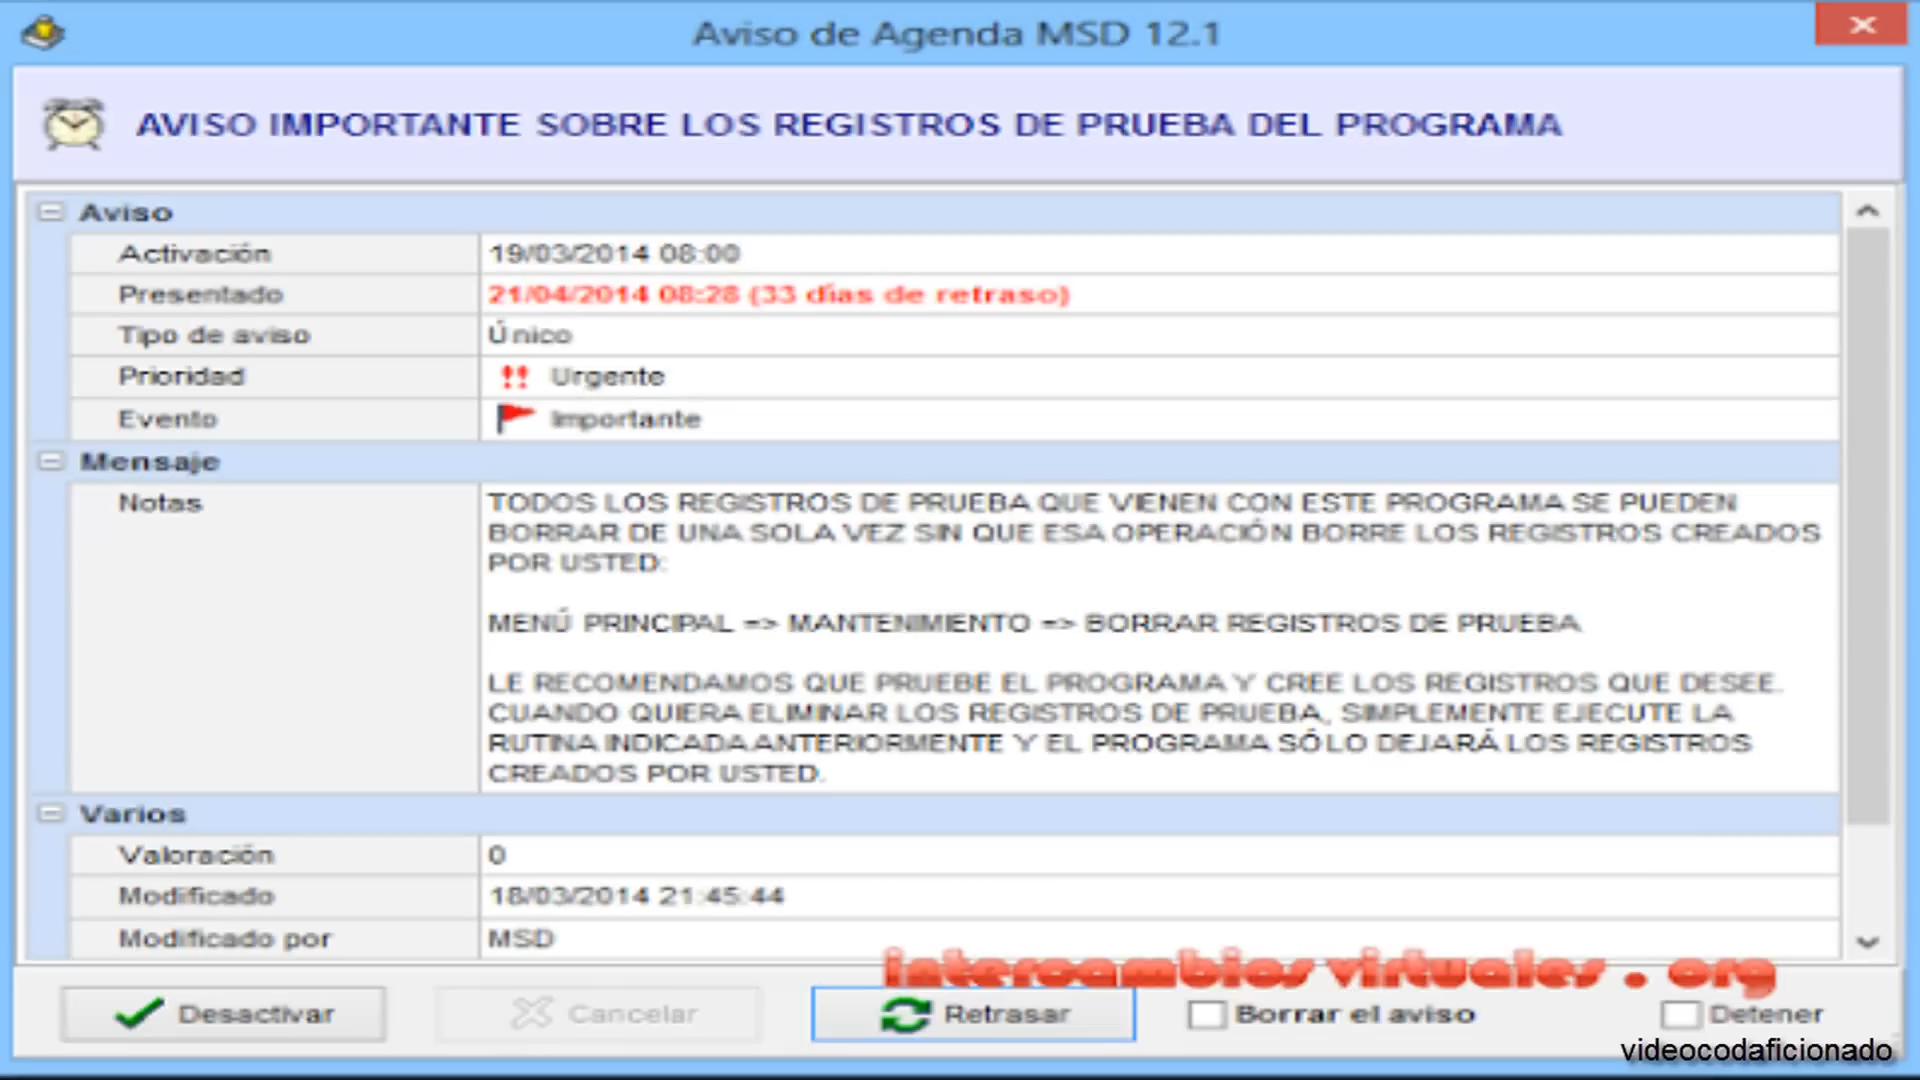 Aviso de Agenda MSD 12.1
AVISO IMPORTANTE SOBRE LOS REGISTROS DE PRUEBA DEL PROGRAMA
Aviso
Activación 19/03/2014 08:00
Presentado 21/04/2014 08:28 (33 días de retraso)
Tipo de aviso Único
Prioridad !! Urgente
Evento Importante
Mensaje
Notas TODOS LOS REGISTROS DE PRUEBA QUE VIENEN CON ESTE PROGRAMA SE PUEDEN
BORRAR DE UNA SOLA VEZ SIN QUE ESA OPERACIÓN BORRE LOS REGISTROS CREADOS
POR USTED:
MENÚ PRINCIPAL => MANTENIMIENTO => BORRAR REGISTROS DE PRUEBA
LE RECOMENDAMOS QUE PRUEBE EL PROGRAMA Y CREE LOS REGISTROS QUE DESEE.
CUANDO QUIERA ELIMINAR LOS REGISTROS DE PRUEBA, SIMPLEMENTE EJECUTE LA
RUTINA INDICADA ANTERIORMENTE Y EL PROGRAMA SÓLO DEJARÁ LOS REGISTROS
CREADOS POR USTED.
Varios
Valoración 0
Modificado 18/03/2014 21:45:44
Modificado por MSD
intercambios virtuales . org
Desactivar Cancelar Retrasar Borrar el aviso Detener
videocodaficionado